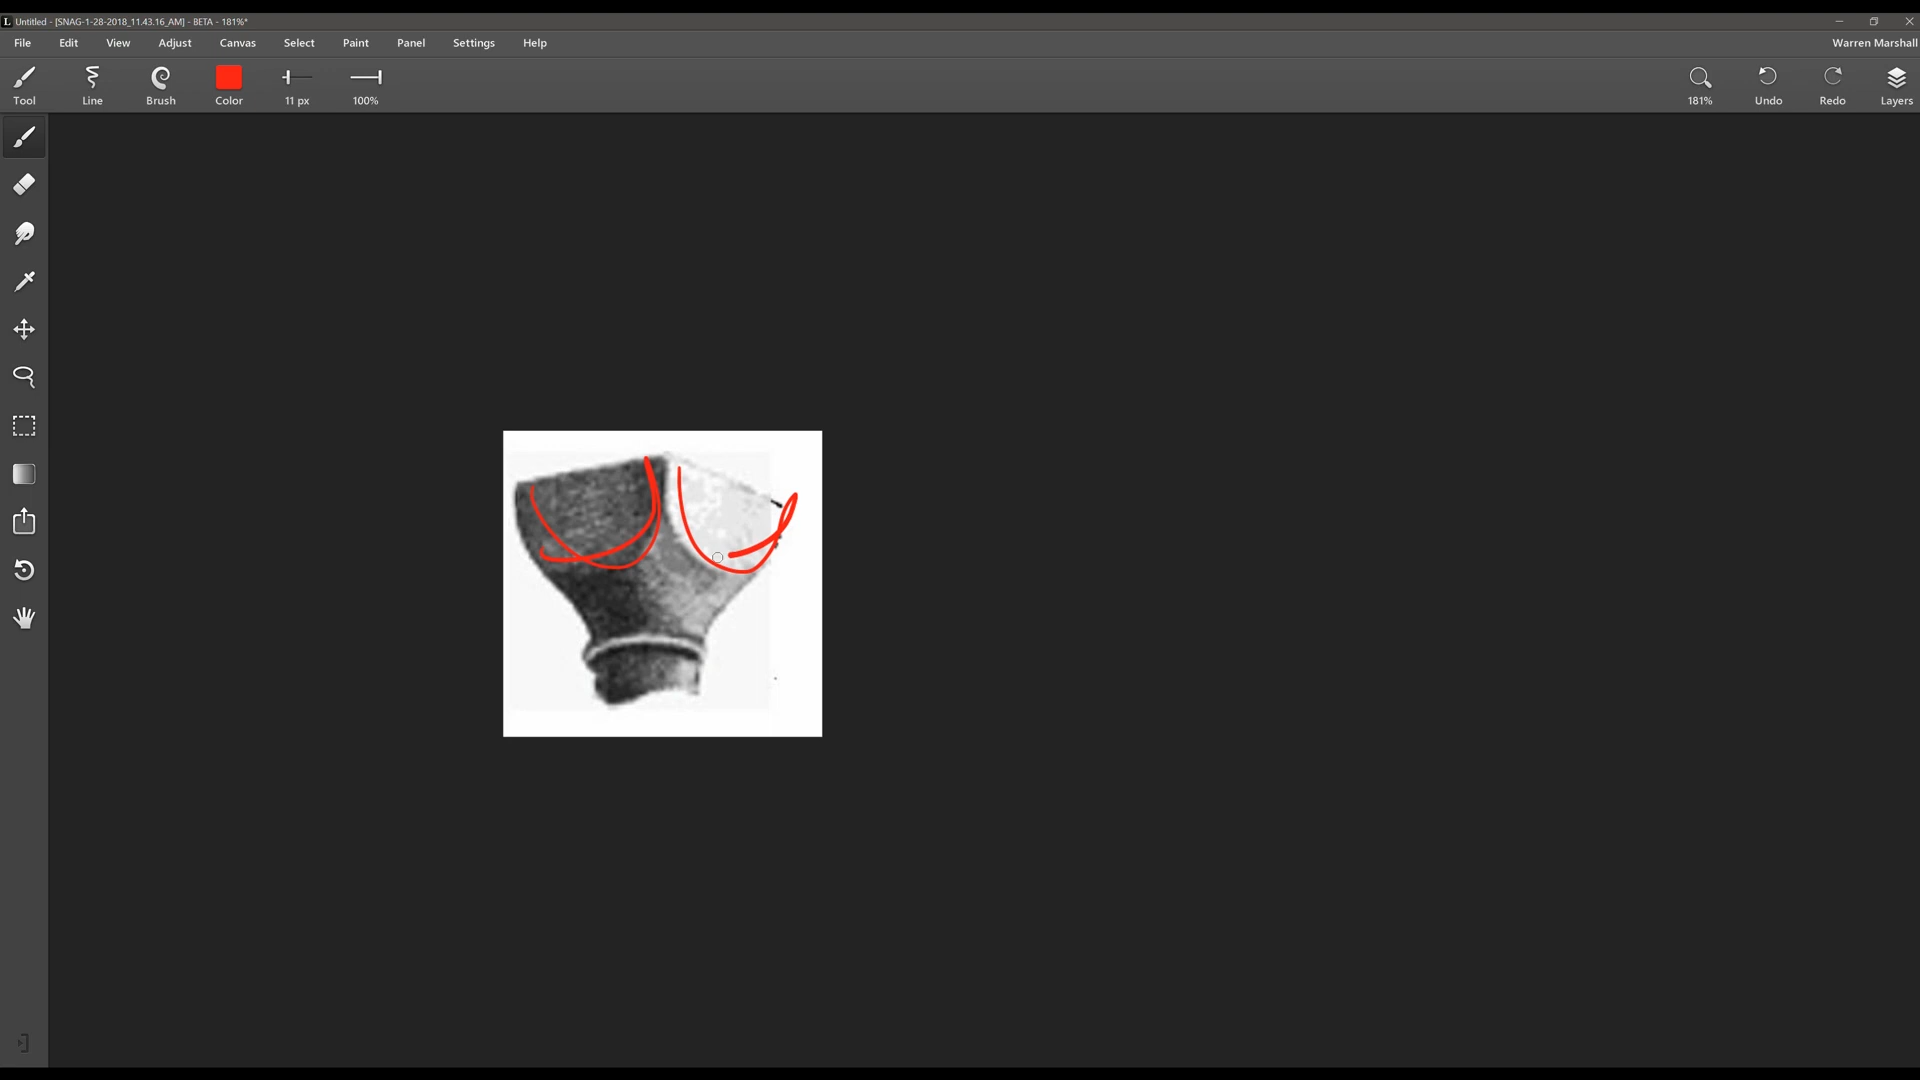 L Untitled - [SNAG-1-28-2018_11.43.16_AM] - BETA - 181%*
File Edit View Adjust Canvas Select Paint Panel Settings Help Warren Marshall
Tool Line Brush Color 11 px 100% 181% Undo Redo Layers